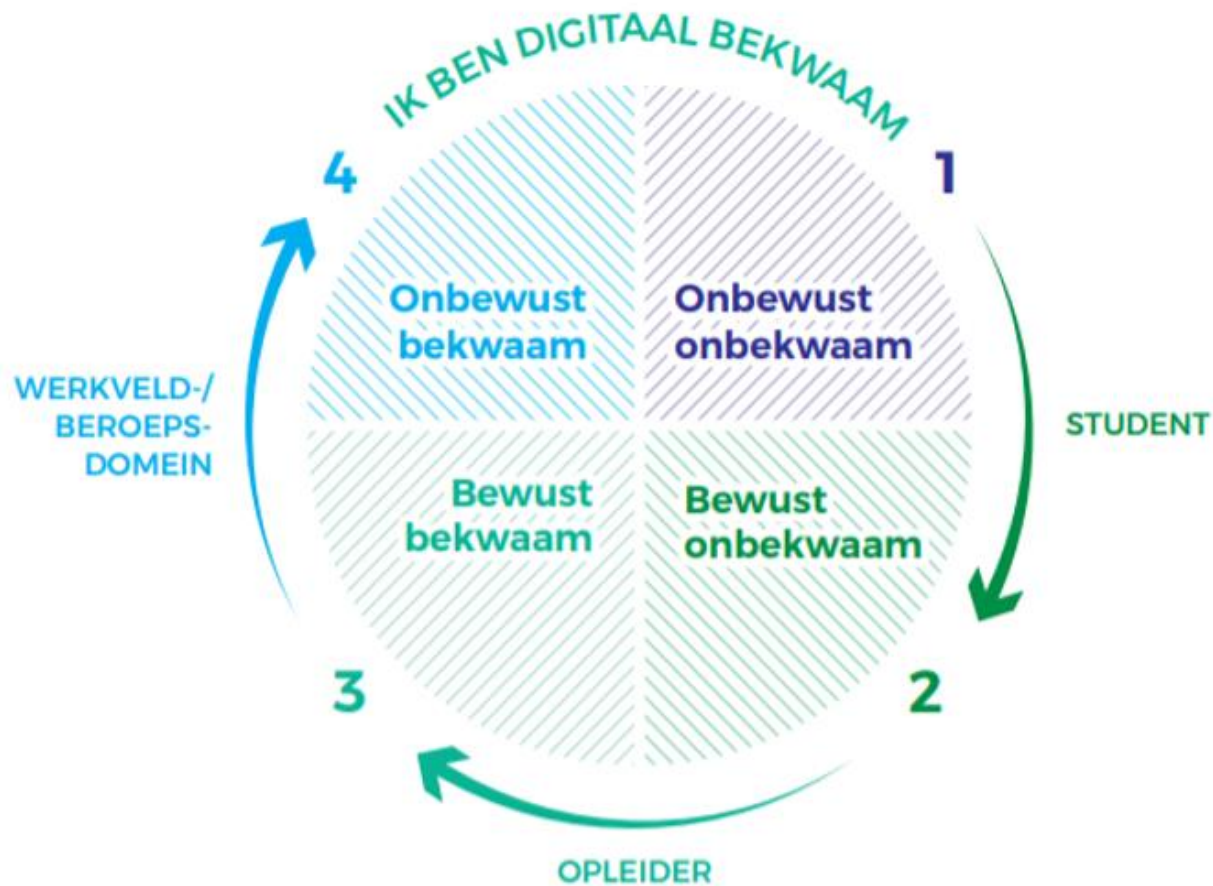 IK BEN DIGITAAL BEKWAAM
4
1
Onbewust
bekwaam
Onbewust
onbekwaam
WERKVELD-/
BEROEPS-
DOMEIN
STUDENT
Bewust
bekwaam
Bewust
onbekwaam
3
2
OPLEIDER